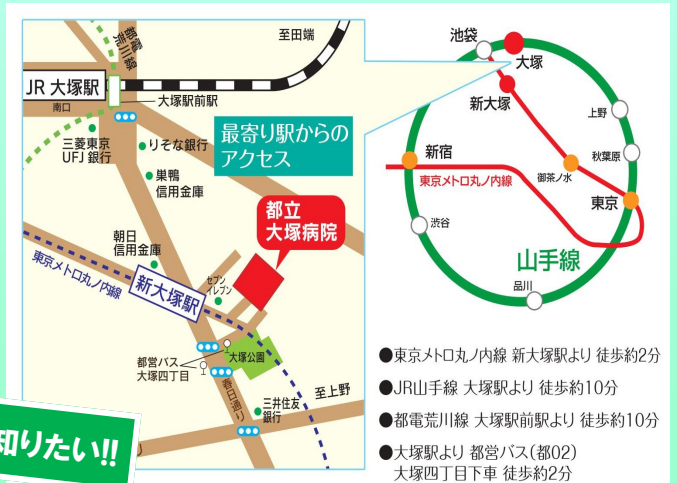 都電
荒川線
至田端
JR 大塚駅
南口
大塚駅前駅
三菱東京
UFJ 銀行
りそな銀行
巣鴨
信用金庫
最寄り駅からの
アクセス
都立
大塚病院
朝日
信用金庫
東京メトロ丸ノ内線
新大塚駅
セブン
イレブン
都営バス
大塚四丁目
大塚公園
春日通り
三井住友
銀行
至上野
知りたい!!
池袋
大塚
新大塚
上野
秋葉原
新宿
御茶ノ水
東京メトロ丸ノ内線
東京
渋谷
山手線
品川
●東京メトロ丸ノ内線 新大塚駅より 徒歩約2分
●JR山手線 大塚駅より 徒歩約10分
●都電荒川線 大塚駅前駅より 徒歩約10分
●大塚駅より 都営バス(都02)
大塚四丁目下車 徒歩約2分